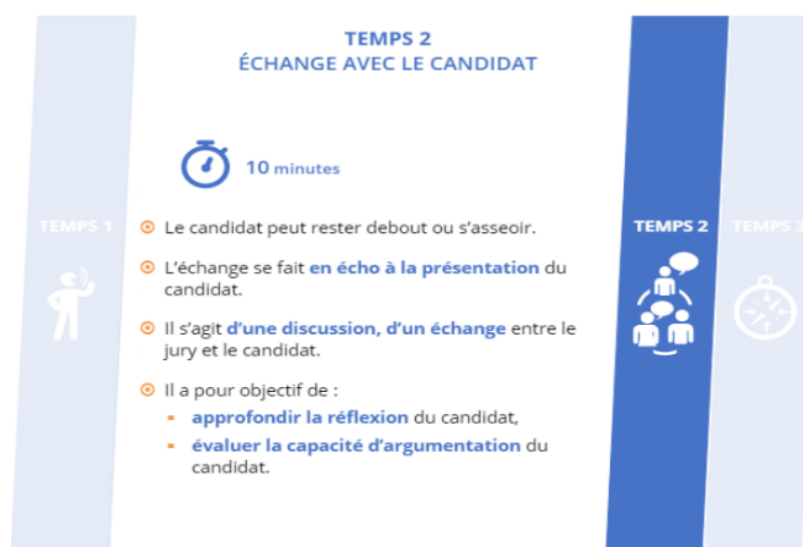 TEMPS 2
ÉCHANGE AVEC LE CANDIDAT
10 minutes
TEMPS 1
Le candidat peut rester debout ou s’asseoir.
L’échange se fait en écho à la présentation du
candidat.
Il s’agit d’une discussion, d’un échange entre le
jury et le candidat.
Il a pour objectif de :
approfondir la réflexion du candidat,
évaluer la capacité d’argumentation du
candidat.
TEMPS 2
TEMPS 3